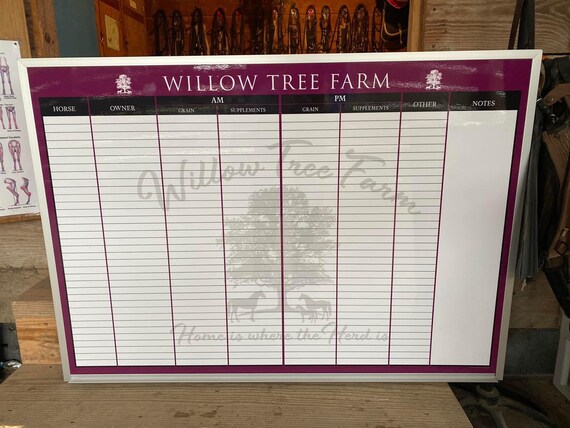 WILLOW TREE FARM
AM PM
HORSE OWNER GRAIN SUPPLEMENTS GRAIN SUPPLEMENTS OTHER NOTES
Willow Tree Farm
Home is where the Herd is